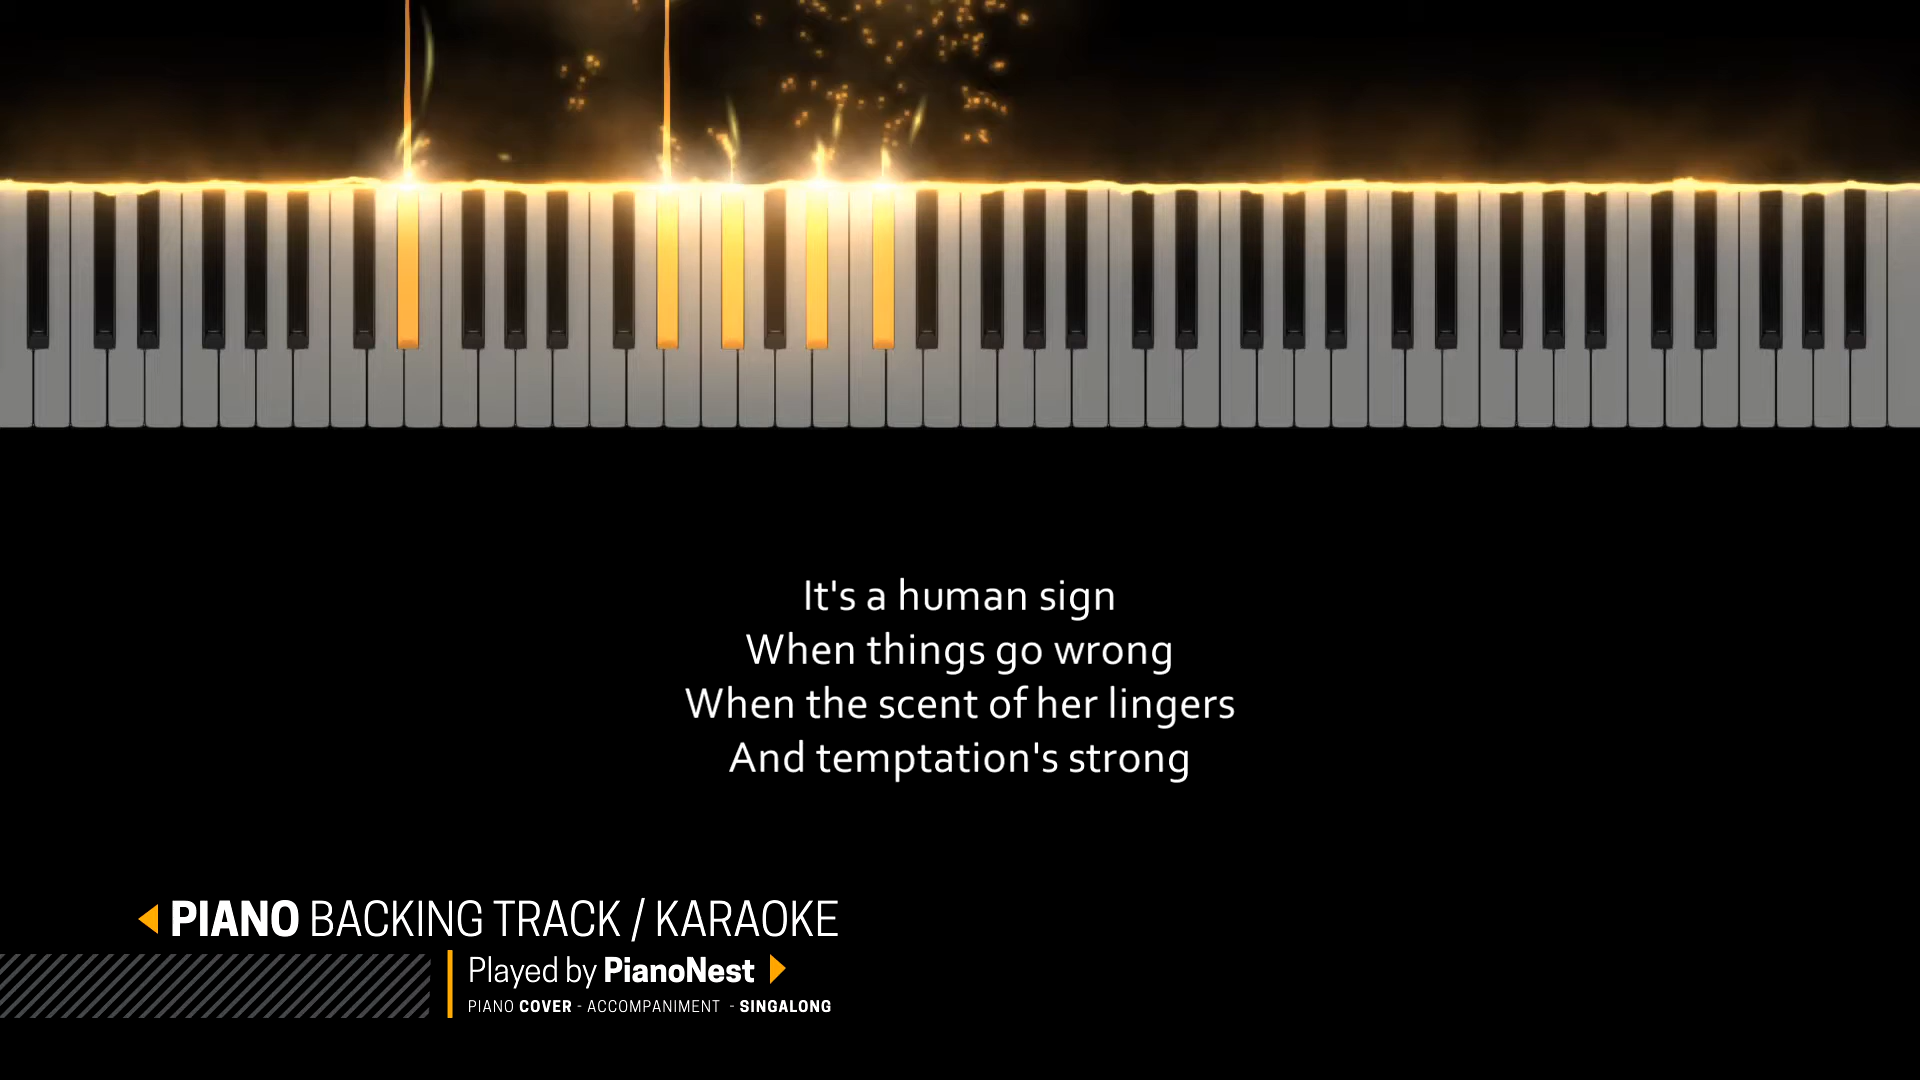 It's a human sign
When things go wrong
When the scent of her lingers
And temptation's strong
PIANO BACKING TRACK / KARAOKE
Played by PianoNest
PIANO COVER - ACCOMPANIMENT - SINGALONG